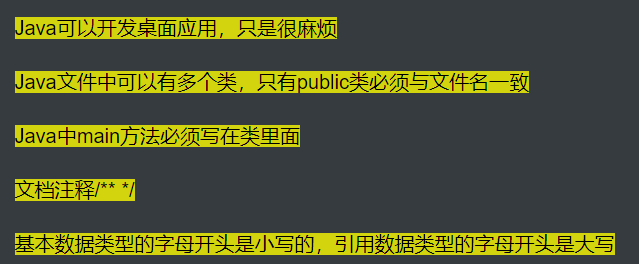 Java可以开发桌面应用，只是很麻烦
Java文件中可以有多个类，只有public类必须与文件名一致
Java中main方法必须写在类里面
文档注释/** */
基本数据类型的字母开头是小写的，引用数据类型的字母开头是大写